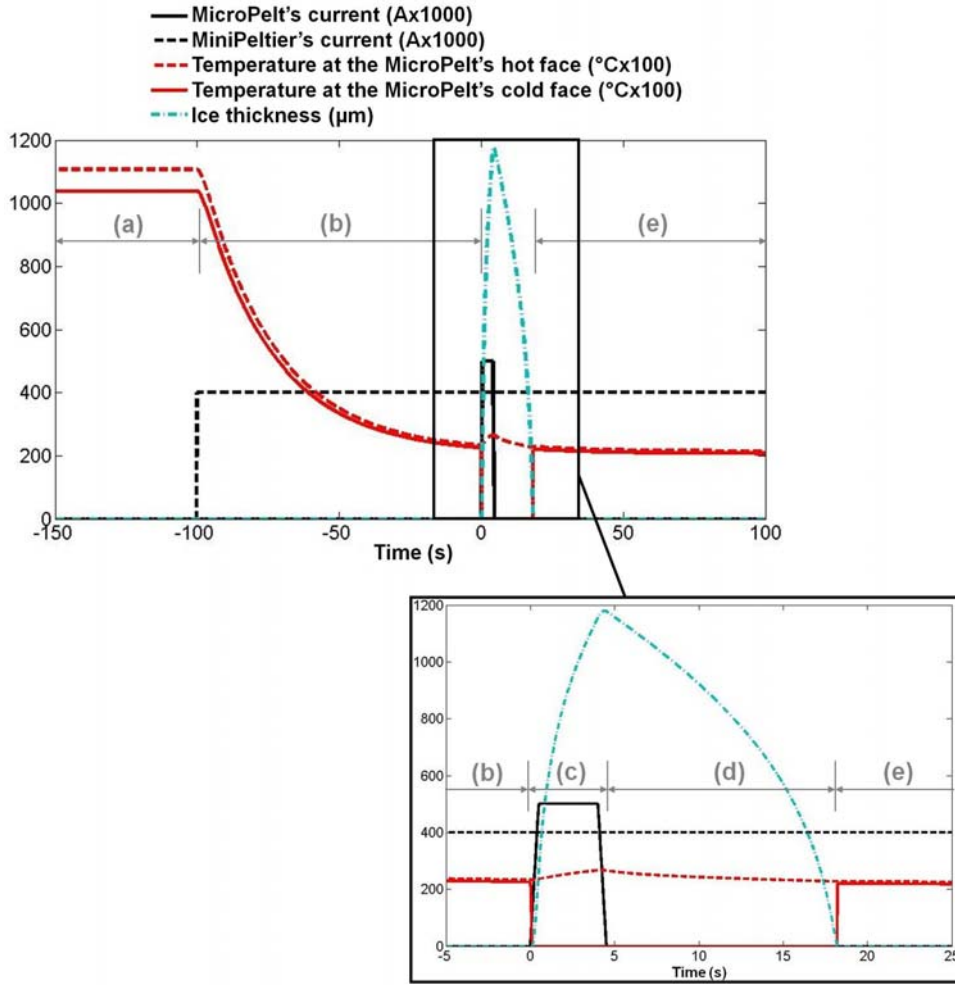 MicroPelt's current (Ax1000)
MiniPeltier's current (Ax1000)
Temperature at the MicroPelt's hot face (°Cx100)
Temperature at the MicroPelt's cold face (°Cx100)
Ice thickness (µm)
1200
1000
800
600
400
200
0
(a) (b) (e)
-150 -100 -50 0 50 100
Time (s)
1200
1000
800
600
400
200
0
(b) (c) (d) (e)
-5 0 5 10 15 20 25
Time (s)